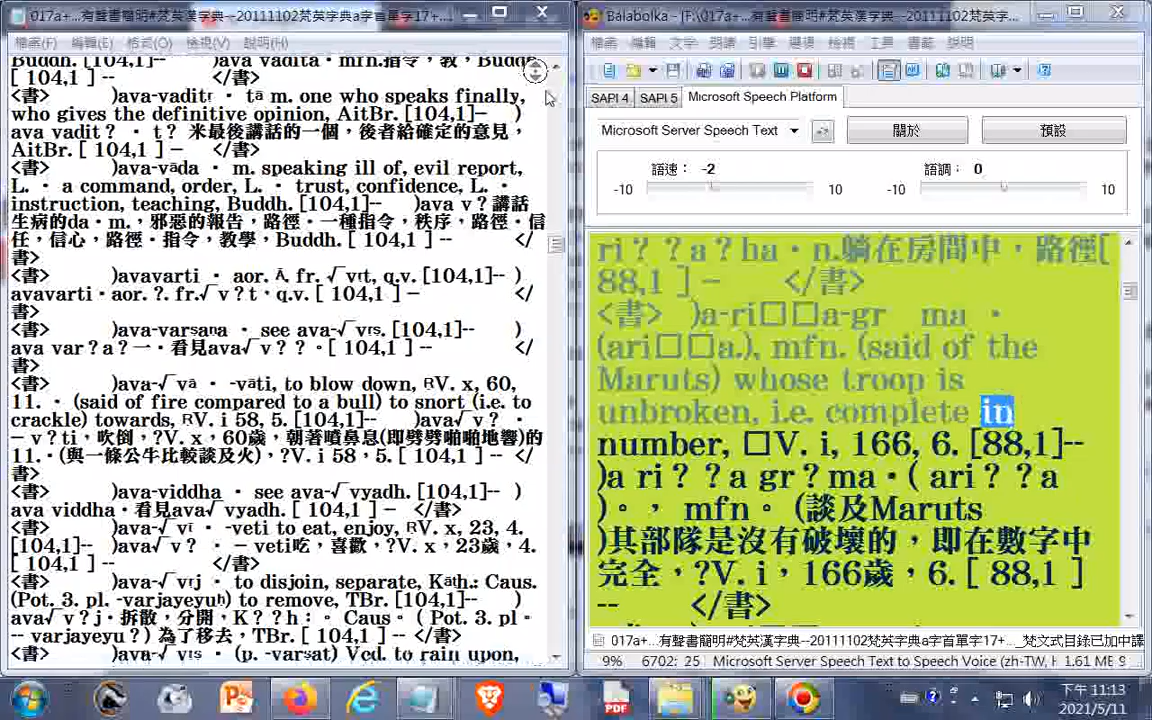 017a+...有聲書簡明#梵英漢字典--20111102梵英字典a字首單字17+...
檔案(F) 編輯(E) 格式(O) 檢視(V) 說明(H)
Buddh. [104,1]-- )ava vadita‧mfn.指令，教，Buddh
[ 104,1 ] -- </書>
<書> )ava-vaditṛ ‧ tā m. one who speaks finally,
who gives the definitive opinion, AitBr. [104,1]-- )
ava vadit？‧ t？ 米最後講話的一個，後者給確定的意見，
AitBr. [ 104,1 ] -- </書>
<書> )ava-vāda ‧ m. speaking ill of, evil report,
L. ‧ a command, order, L. ‧ trust, confidence, L. ‧
instruction, teaching, Buddh. [104,1]-- )ava v？講話
生病的da‧m.，邪惡的報告，路徑‧一種指令，秩序，路徑‧信
任，信心，路徑‧指令，教學，Buddh. [ 104,1 ] -- </
書>
<書> )avavarti ‧ aor. Ā. fr. √vṛt, q.v. [104,1]-- )
avavarti‧aor. ?. fr.√ v？t‧q.v. [ 104,1 ] -- </
書>
<書> )ava-varṣaṇa ‧ see ava-√vṛṣ. [104,1]-- )
ava var？a？一‧看見ava√ v？？。[ 104,1 ] -- </
書>
<書> )ava-√vā ‧ -vāti, to blow down, RV. x, 60,
11. ‧ (said of fire compared to a bull) to snort (i.e. to
crackle) towards, RV. i 58, 5. [104,1]-- )ava√ v？‧
– v？ti，吹倒，?V. x，60歲，朝著噴鼻息(即劈劈啪啪地響)的
11.‧(與一條公牛比較談及火)，?V. i 58，5. [ 104,1 ] --
</書>
<書> )ava-viddha ‧ see ava-√vyadh. [104,1]-- )
ava viddha‧看見ava√vyadh. [ 104,1 ] -- </書>
<書> )ava-√vī ‧ -veti to eat, enjoy, RV. x, 23, 4.
[104,1]-- )ava√ v？ ‧ – veti吃，喜歡，?V. x，23歲，4.
[ 104,1 ] -- </書>
<書> )ava-√vṛj ‧ to disjoin, separate, Kāṭh.: Caus.
(Pot. 3. pl. -varjayeyuḥ) to remove, TBr. [104,1]-- )
ava√ v？j‧拆散，分開，K？？h：。 Caus。( Pot. 3. pl。
-- varjayeyu？) 為了移去，TBr. [ 104,1 ] -- </書>
<書> )ava-√vṛṣ ‧ (p. -varṣat) Ved. to rain upon,
Balabolka - [F:\017a+...有聲書簡明#梵英漢字典--20111102梵英字...
檔案 編輯 文字 朗讀 引擎 選項 檢視 工具 書籤 說明
SAPI 4 SAPI 5 Microsoft Speech Platform
Microsoft Server Speech Text 關於 預設
語速： -2 語調： 0
-10 10 -10 10
ri？？a？ha‧n.躺在房間中，路徑[
88,1 ] – </書>
<書> )a-ri□□a-gr ma ‧
(ari□□a.), mfn. (said of the
Maruts) whose troop is
unbroken, i.e. complete in
number, □V. i, 166, 6. [88,1]--
)a ri？？a gr？ma‧( ari？？a
)。， mfn。 (談及Maruts
)其部隊是沒有破壞的，即在數字中
完全，?V. i，166歲，6. [ 88,1 ]
-- </書>
017a+...有聲書簡明#梵英漢字典--20111102梵英字典a字首單字17+..._梵文式目錄已加中譯
9% 6702: 25 Microsoft Server Speech Text to Speech Voice (zh-TW, H 1.61 MB 9
PDF
下午 11:13
2021/5/11